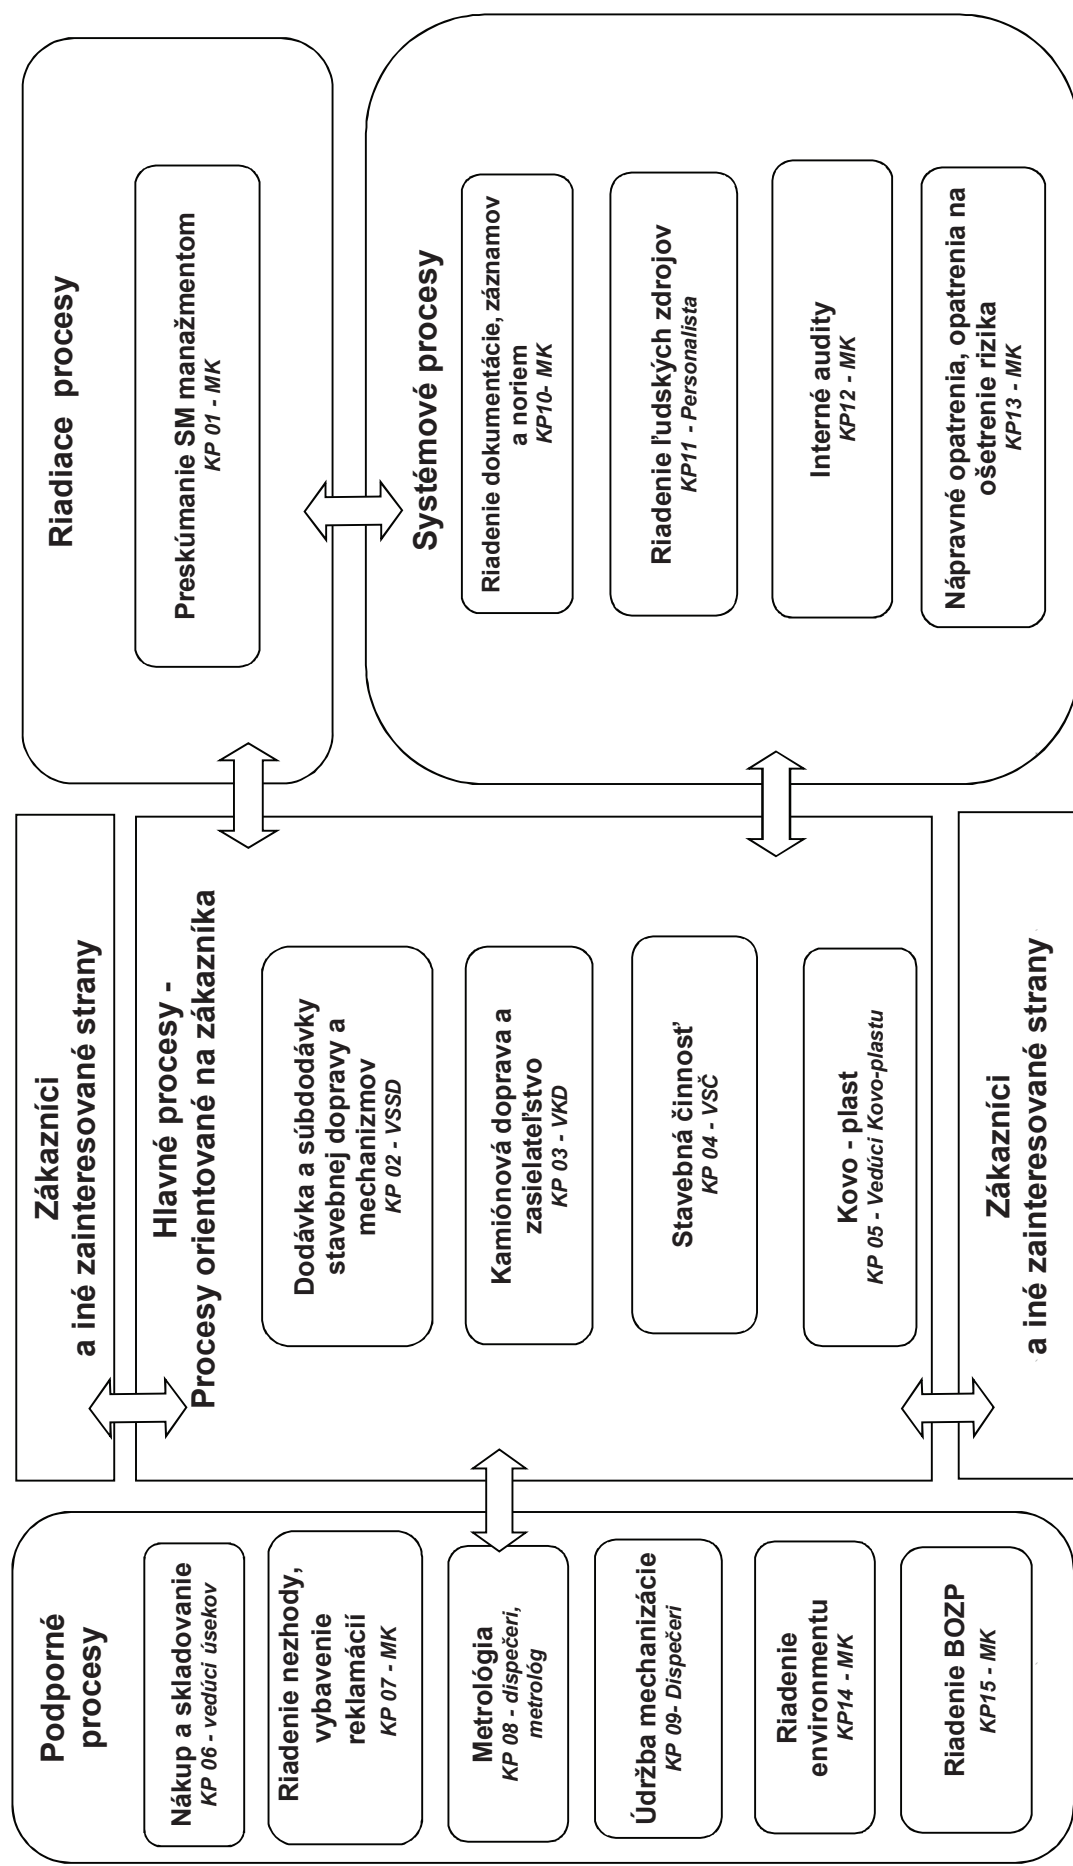 Podporné
procesy
Nákup a skladovanie
KP 06 - vedúci úsekov
Riadenie nezhody,
vybavenie
reklamácií
KP 07 - MK
Metrológia
KP 08 - dispečeri,
metrológ
Údržba mechanizácie
KP 09- Dispečeri
Riadenie
environmentu
KP14 - MK
Riadenie BOZP
KP15 - MK
Zákazníci
a iné zainteresované strany
Hlavné procesy -
Procesy orientované na zákazníka
Dodávka a súbdodávky
stavebnej dopravy a
mechanizmov
KP 02 - VSSD
Kamiónová doprava a
zasielateľstvo
KP 03 - VKD
Stavebná činnosť
KP 04 - VSČ
Kovo - plast
KP 05 - Vedúci Kovo-plastu
Zákazníci
a iné zainteresované strany
Riadiace procesy
Preskúmanie SM manažmentom
KP 01 - MK
Systémové procesy
Riadenie dokumentácie, záznamov
a noriem
KP10- MK
Riadenie ľudských zdrojov
KP11 - Personalista
Interné audity
KP12 - MK
Nápravné opatrenia, opatrenia na
ošetrenie rizika
KP13 - MK